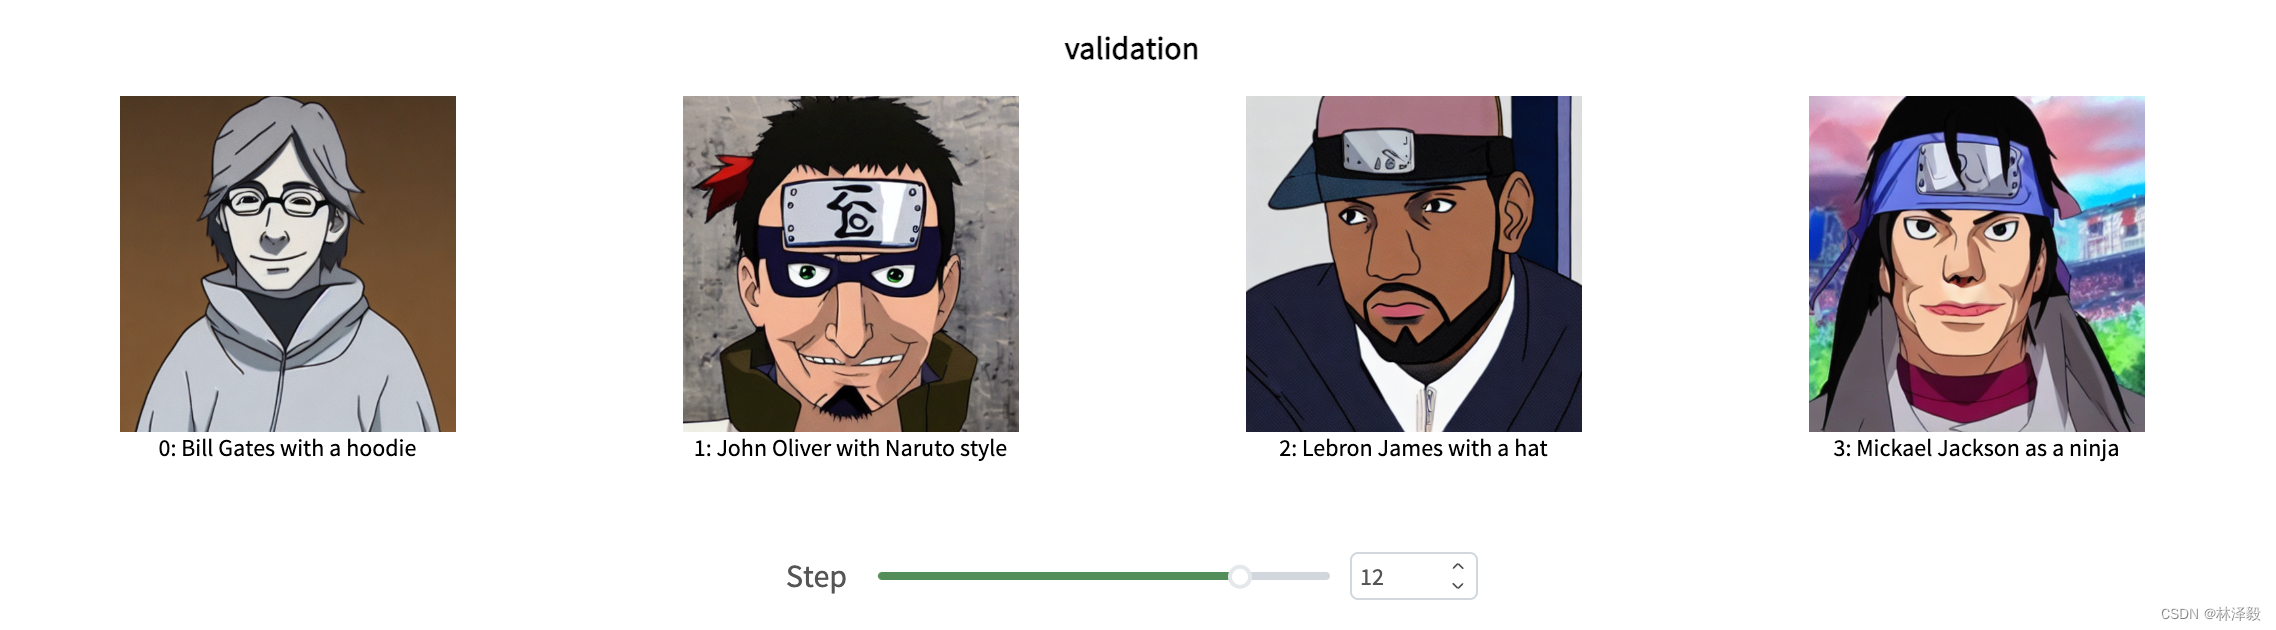 validation
0: Bill Gates with a hoodie
1: John Oliver with Naruto style
2: Lebron James with a hat
3: Mickael Jackson as a ninja
Step
12
CSDN @林泽毅